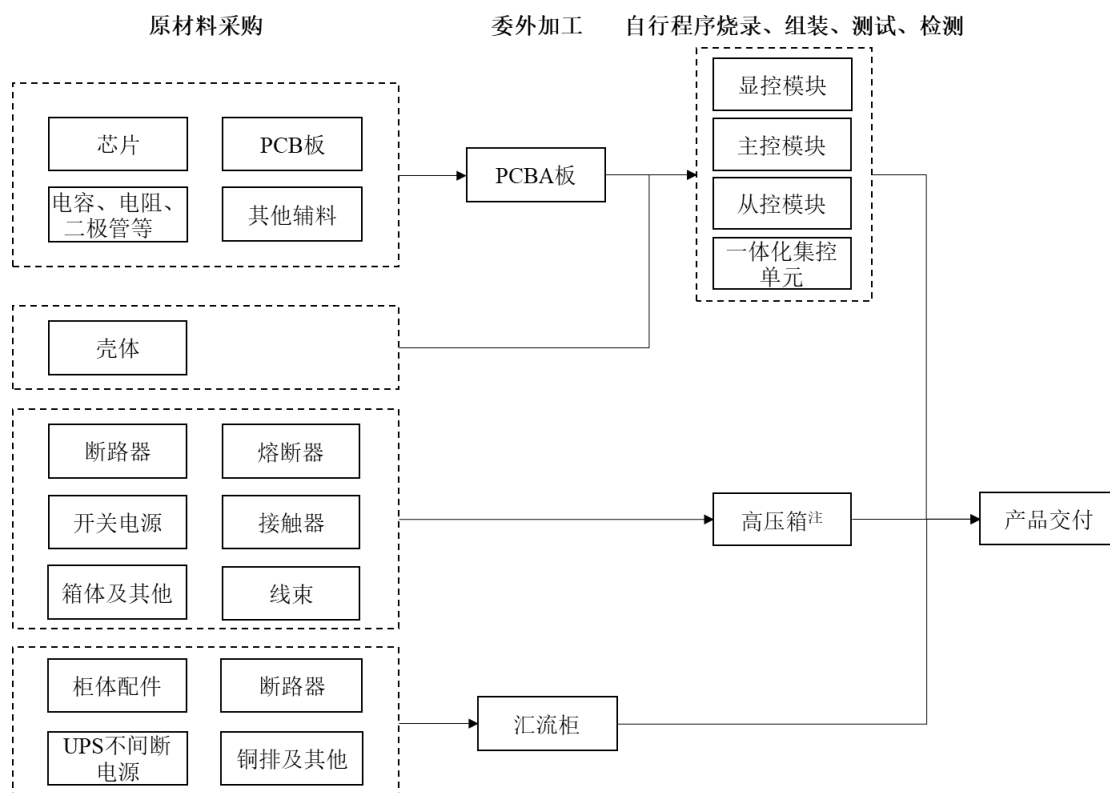 原材料采购
委外加工
自行程序烧录、组装、测试、检测
芯片
PCB板
电容、电阻、
二极管等
其他辅料
PCBA板
显控模块
主控模块
从控模块
一体化集控
单元
壳体
断路器
熔断器
开关电源
接触器
箱体及其他
线束
高压箱注
产品交付
柜体配件
断路器
UPS不间断
电源
铜排及其他
汇流柜